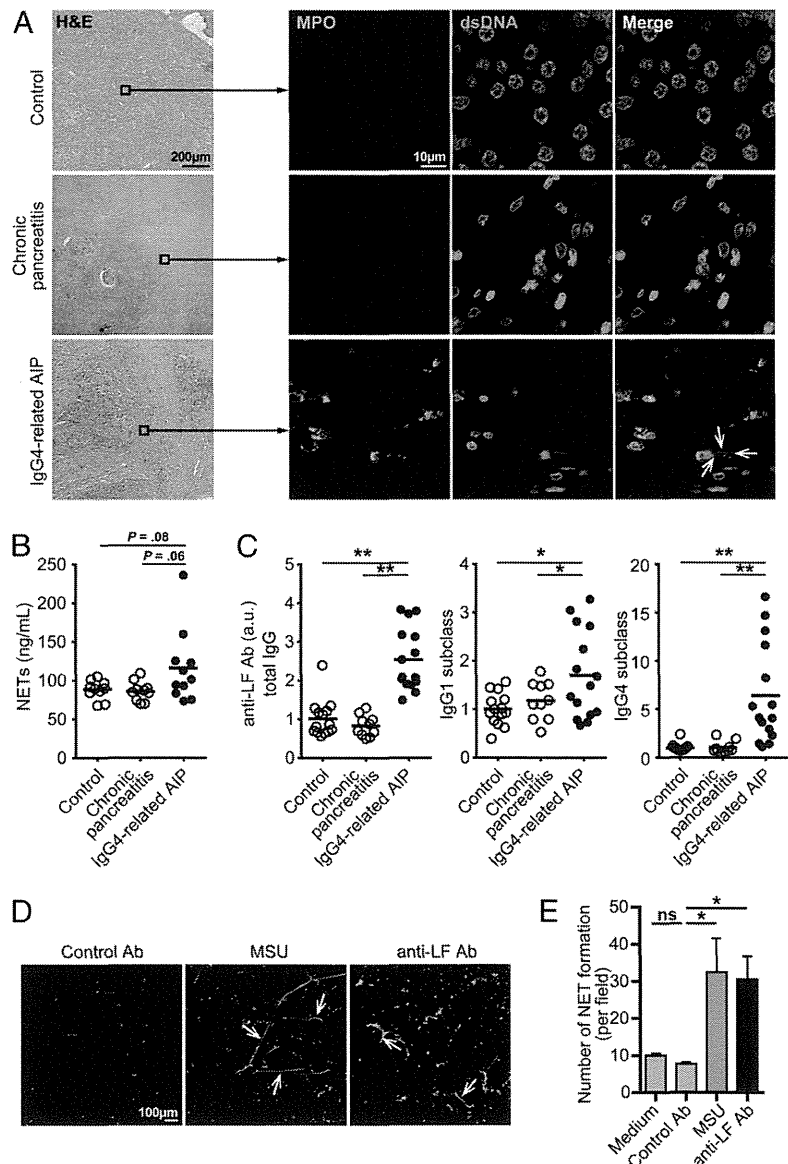 A
H&E
MPO
dsDNA
Merge
Control
200µm
10µm
Chronic
pancreatitis
IgG4-related AIP
B
P = .08
P = .06
NETs (ng/mL)
250
200
150
100
50
0
Control
Chronic
pancreatitis
IgG4-related AIP
C
**
**
anti-LF Ab (a.u.)
total IgG
5
4
3
2
1
0
Control
Chronic
pancreatitis
IgG4-related AIP
*
*
IgG1 subclass
4
3
2
1
0
Control
Chronic
pancreatitis
IgG4-related AIP
**
**
IgG4 subclass
20
15
10
5
0
Control
Chronic
pancreatitis
IgG4-related AIP
D
Control Ab
MSU
anti-LF Ab
100µm
E
ns
*
*
Number of NET formation
(per field)
50
40
30
20
10
0
Medium
Control Ab
MSU
anti-LF Ab